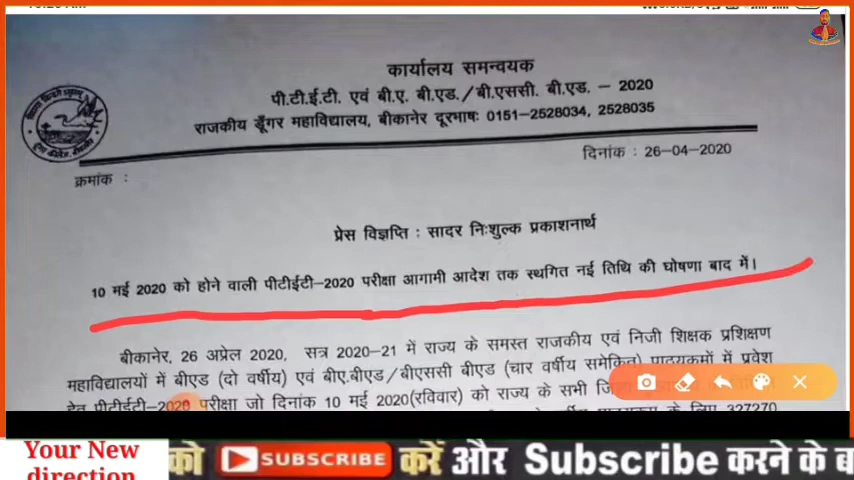 कार्यालय समन्वयक
पी.टी.ई.टी. एवं बी.ए. बी.एड./बी.एससी. बी.एड. – 2020
राजकीय डूँगर महाविद्यालय, बीकानेर दूरभाषः 0151-2528034, 2528035
दिनांक : 26-04-2020
क्रमांक :
प्रेस विज्ञप्ति : सादर निःशुल्क प्रकाशनार्थ
10 मई 2020 को होने वाली पीटीईटी-2020 परीक्षा आगामी आदेश तक स्थगित नई तिथि की घोषणा बाद में।
बीकानेर, 26 अप्रेल 2020, सत्र 2020-21 में राज्य के समस्त राजकीय एवं निजी शिक्षक प्रशिक्षण
महाविद्यालयों में बीएड (दो वर्षीय) एवं बी.ए.बीएड/बीएससी बीएड (चार वर्षीय समेकित) पाठ्यक्रमों में प्रवेश
हेतु पीटीईटी-2020 परीक्षा जो दिनांक 10 मई 2020(रविवार) को राज्य के सभी
के लिए 327270
Your New
direction
को SUBSCRIBE करें और Subscribe करने के ब